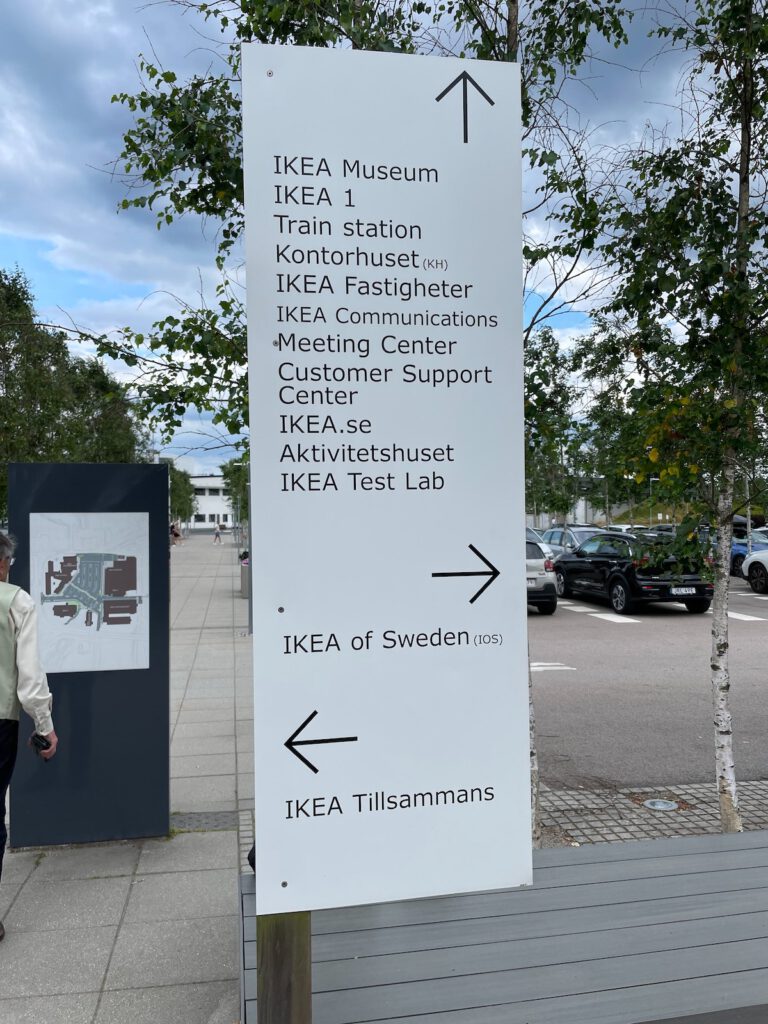 IKEA Museum
IKEA 1
Train station
Kontorhuset (KH)
IKEA Fastigheter
IKEA Communications
Meeting Center
Customer Support
Center
IKEA.se
Aktivitetshuset
IKEA Test Lab
IKEA of Sweden (IOS)
IKEA Tillsammans